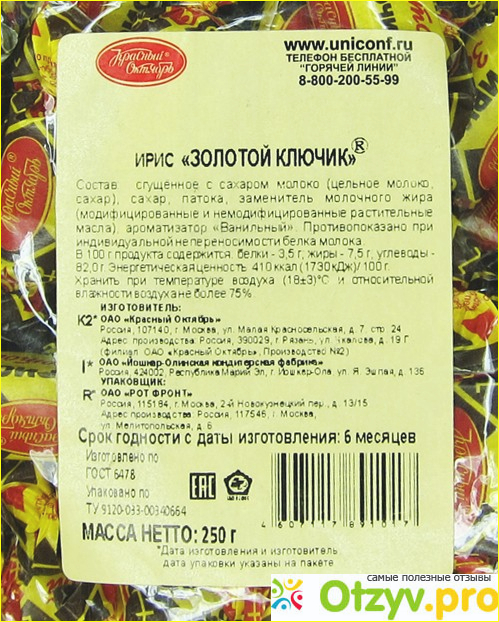 Красный
Октябрь
www.uniconf.ru
ТЕЛЕФОН БЕСПЛАТНОЙ
"ГОРЯЧЕЙ ЛИНИИ"
8-800-200-55-99
ИРИС «ЗОЛОТОЙ КЛЮЧИК»®
Состав сгущённое с сахаром молоко (цельное молоко,
сахар), сахар, патока, заменитель молочного жира
(модифицированные и немодифицированные растительные
масла), ароматизатор «Ванильный». Противопоказано при
индивидуальной непереносимости белка молока.
В 100 г продукта содержится: белки - 3,5 г; жиры - 7,5 г; углеводы -
82,0 г. Энергетическая ценность 410 ккал (1730 кДж)/ 100 г.
Хранить при температуре воздуха (18±3)°С и относительной
влажности воздуха не более 75%
ИЗГОТОВИТЕЛЬ:
К2* ОАО «Красный Октябрь»
Россия, 107140, г. Москва, ул. Малая Красносельская, д. 7, стр. 24
Адрес производства: Россия, 390029, г. Рязань, ул. Чкалова, д. 19 Г
(филиал ОАО «Красный Октябрь», Производство №2)
I* ОАО «Йошкар-Олинская кондитерская фабрика»
Россия, 424002, Республика Марий Эл, г. Йошкар-Ола, ул. Я. Эшпая, д. 136
УПАКОВЩИК:
R* ОАО «РОТ ФРОНТ»
Россия, 115184, г. Москва, 2-й Новокузнецкий пер., д. 13/15
Адрес производства: Россия, 117546, г. Москва,
ул. Мелитопольская, д. 6
Срок годности с даты изготовления: 6 месяцев
Изготовлено по
ГОСТ 6478
Упаковано по
ТУ 9120-033-00340664
EAC
МАССА НЕТТО: 250 г
4 607117 891017
*Дата изготовления и изготовитель,
дата упаковки указаны на пакете.
самые полезные отзывы
Otzyv.pro